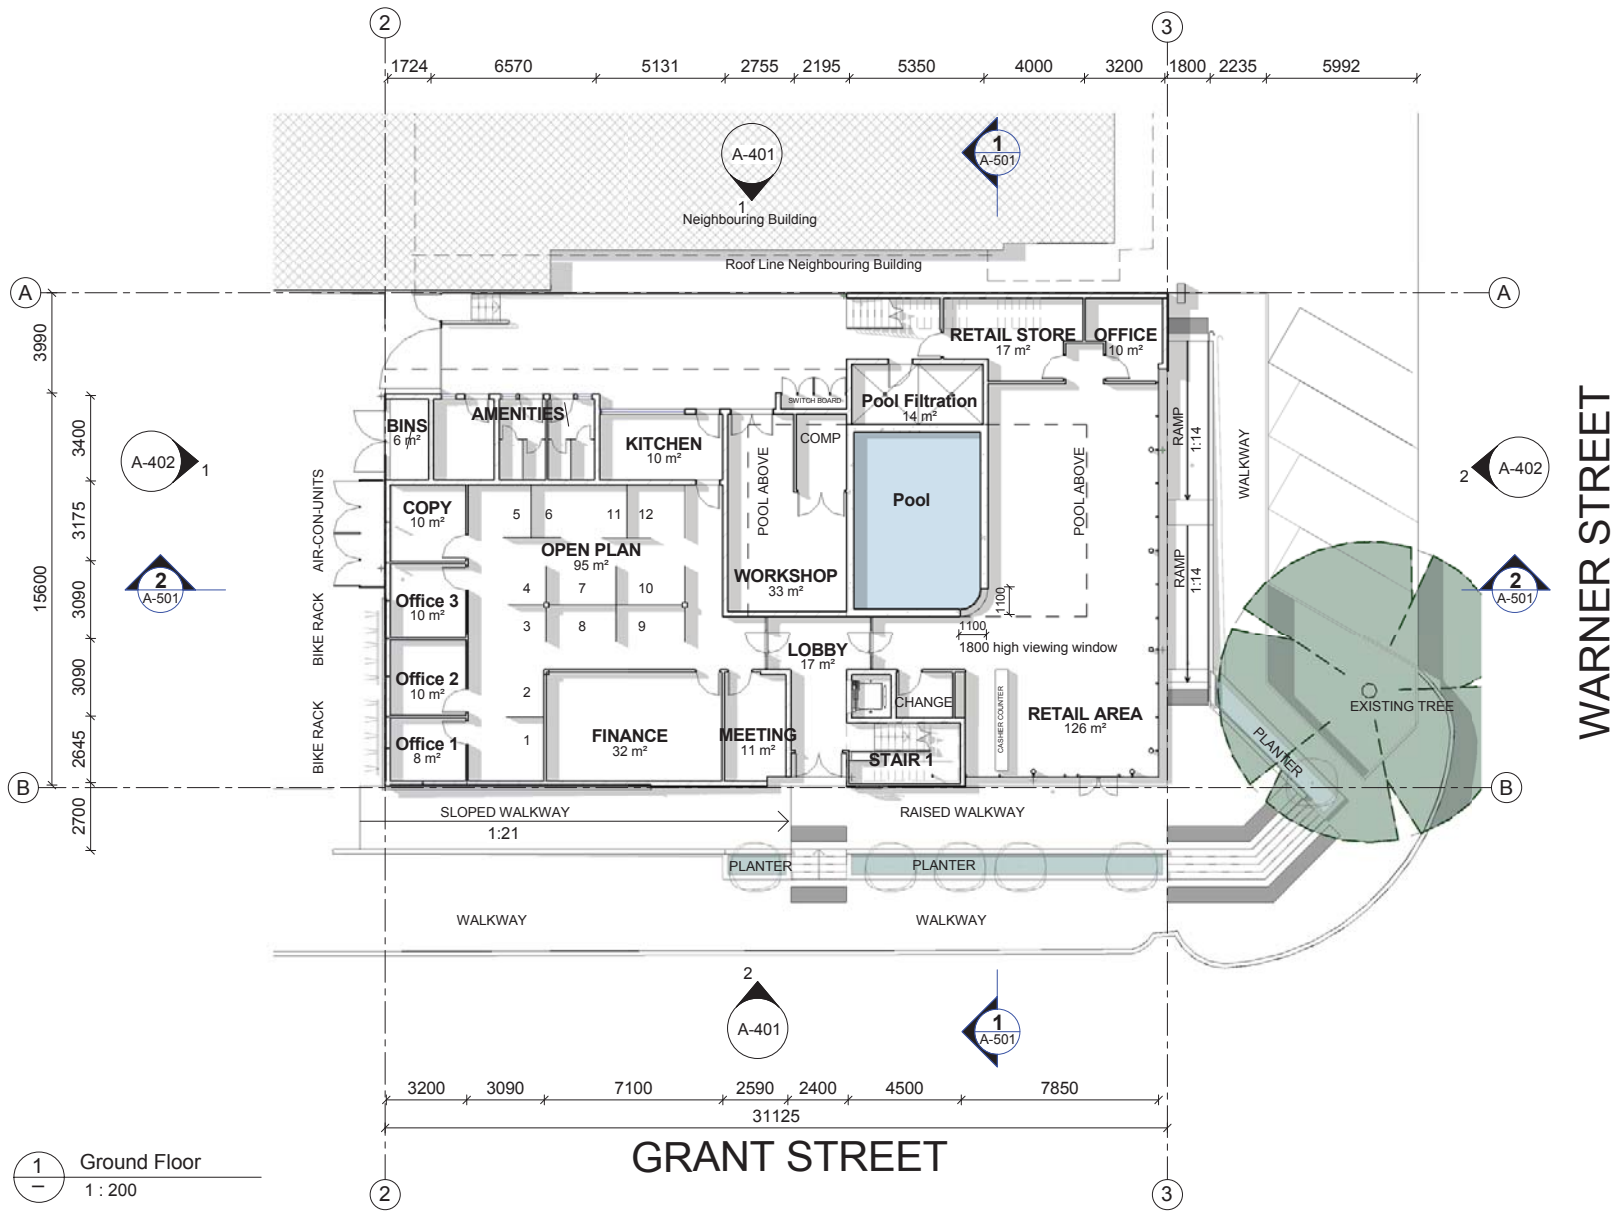 2
3
1724 6570 5131 2755 2195 5350 4000 3200 1800 2235 5992
A-401
1
1
A-501
Neighbouring Building
Roof Line Neighbouring Building
A
A
3990
15600
3400
3175
3090
3090
2645
2700
RETAIL STORE
17 m²
OFFICE
10 m²
SWITCH BOARD
Pool Filtration
14 m²
BINS
6 m²
AMENITIES
KITCHEN
10 m²
COMP
POOL ABOVE
POOL ABOVE
RAMP
1:14
WALKWAY
A-402
1
2
A-402
WARNER STREET
AIR-CON-UNITS
COPY
10 m²
5 6 11 12
Pool
OPEN PLAN
95 m²
WORKSHOP
33 m²
RAMP
1:14
2
A-501
2
A-501
4 7 10
3 8 9
Office 3
10 m²
BIKE RACK
1100
1100
1800 high viewing window
LOBBY
17 m²
Office 2
10 m²
2
CHANGE
BIKE RACK
Office 1
8 m²
1
FINANCE
32 m²
MEETING
11 m²
STAIR 1
CASHIER COUNTER
RETAIL AREA
126 m²
EXISTING TREE
PLANTER
B
B
SLOPED WALKWAY
1:21
RAISED WALKWAY
PLANTER
PLANTER
WALKWAY
WALKWAY
2
A-401
1
A-501
3200 3090 7100 2590 2400 4500 7850
31125
GRANT STREET
1
–
Ground Floor
1 : 200
2
3